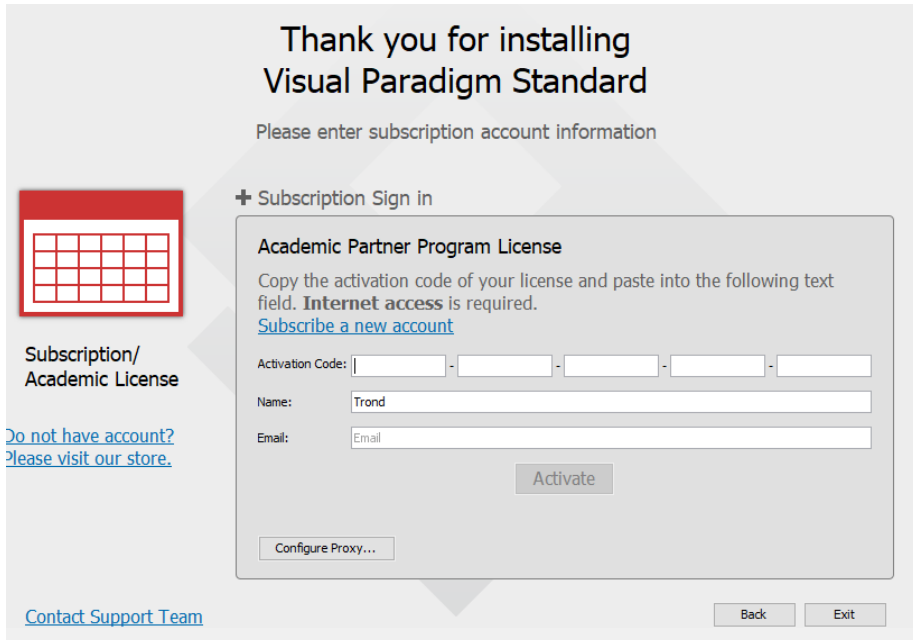 Thank you for installing
Visual Paradigm Standard
Please enter subscription account information
Subscription Sign in
Academic Partner Program License
Copy the activation code of your license and paste into the following text
field. Internet access is required.
Subscribe a new account
Subscription/
Academic License
Activation Code: - - - -
Name: Trond
Do not have account?
Please visit our store.
Email: Email
Activate
Configure Proxy...
Contact Support Team
Back Exit